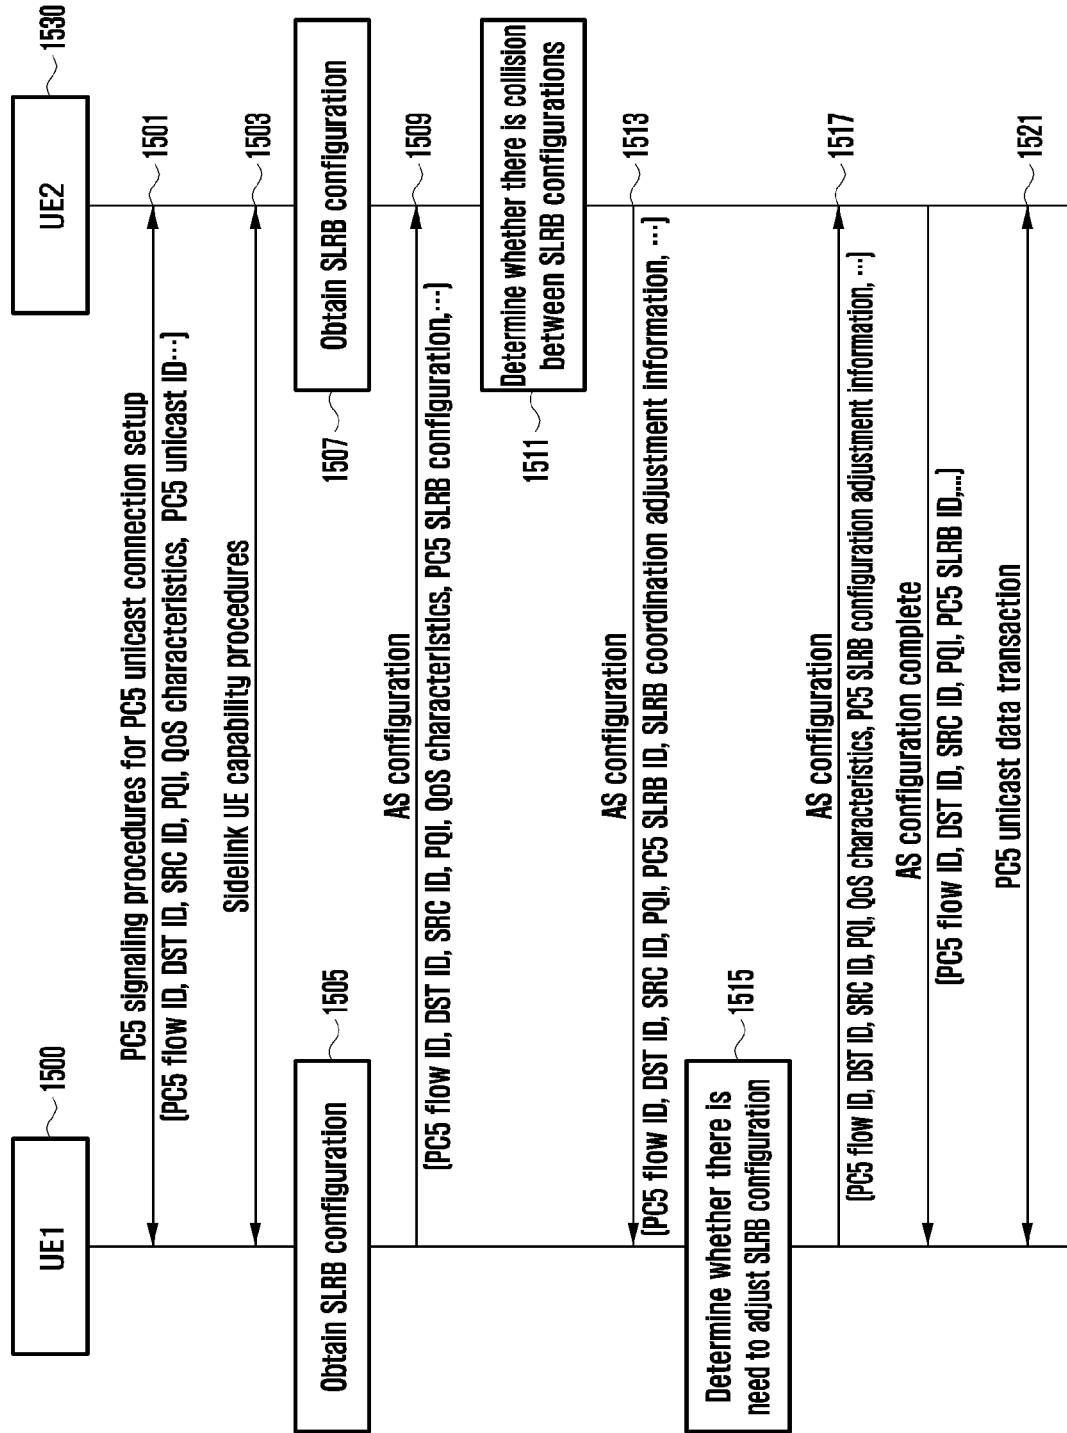 UE1
1500
UE2
1530
PC5 signaling procedures for PC5 unicast connection setup
(PC5 flow ID, DST ID, SRC ID, PQI, QoS characteristics, PC5 unicast ID···)
1501
Sidelink UE capability procedures
1503
Obtain SLRB configuration
1505
Obtain SLRB configuration
1507
AS configuration
(PC5 flow ID, DST ID, SRC ID, PQI, QoS characteristics, PC5 SLRB configuration,···)
1509
Determine whether there is collision
between SLRB configurations
1511
AS configuration
(PC5 flow ID, DST ID, SRC ID, PQI, PC5 SLRB ID, SLRB coordination adjustment information, ···)
1513
Determine whether there is
need to adjust SLRB configuration
1515
AS configuration
(PC5 flow ID, DST ID, SRC ID, PQI, QoS characteristics, PC5 SLRB configuration adjustment information, ···)
1517
AS configuration complete
(PC5 flow ID, DST ID, SRC ID, PQI, PC5 SLRB ID,...)
PC5 unicast data transaction
1521